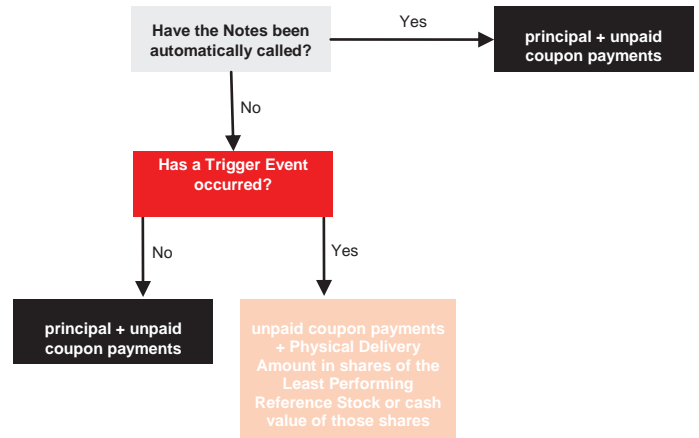 Have the Notes been
automatically called?
Yes
principal + unpaid
coupon payments
No
Has a Trigger Event
occurred?
No
Yes
principal + unpaid
coupon payments
unpaid coupon payments
+ Physical Delivery
Amount in shares of the
Least Performing
Reference Stock or cash
value of those shares